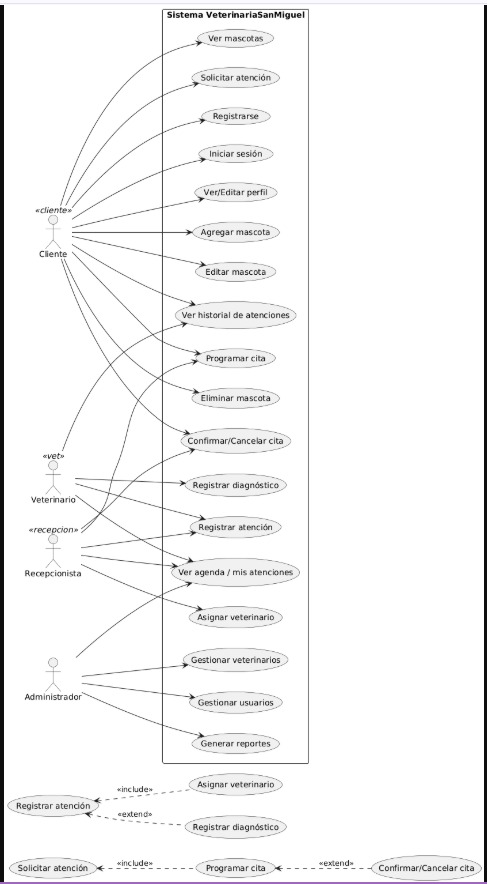 Sistema VeterinariaSanMiguel
Ver mascotas
Solicitar atención
Registrarse
Iniciar sesión
Ver/Editar perfil
«cliente»
Cliente
Agregar mascota
Editar mascota
Ver historial de atenciones
Programar cita
Eliminar mascota
Confirmar/Cancelar cita
«vet»
Veterinario
Registrar diagnóstico
«recepcion»
Recepcionista
Registrar atención
Ver agenda / mis atenciones
Asignar veterinario
Administrador
Gestionar veterinarios
Gestionar usuarios
Generar reportes
Asignar veterinario
«include»
Registrar atención
«extend»
Registrar diagnóstico
Solicitar atención
«include»
Programar cita
«extend»
Confirmar/Cancelar cita